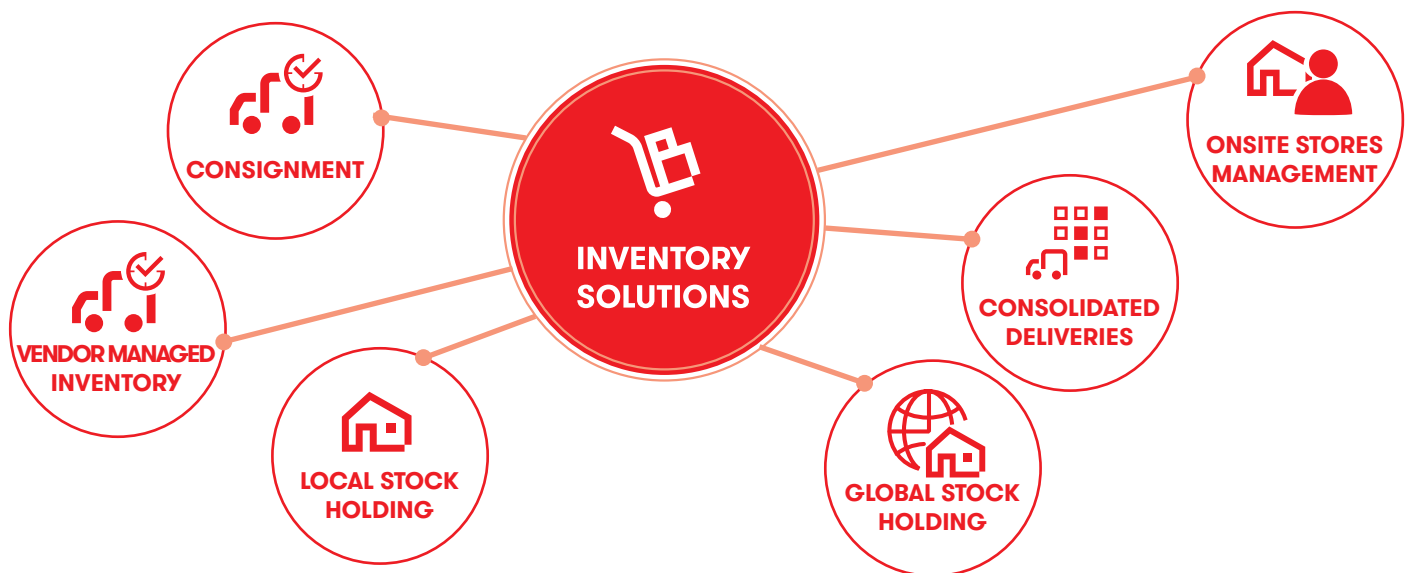 CONSIGNMENT
VENDOR MANAGED
INVENTORY
LOCAL STOCK
HOLDING
INVENTORY
SOLUTIONS
ONSITE STORES
MANAGEMENT
CONSOLIDATED
DELIVERIES
GLOBAL STOCK
HOLDING